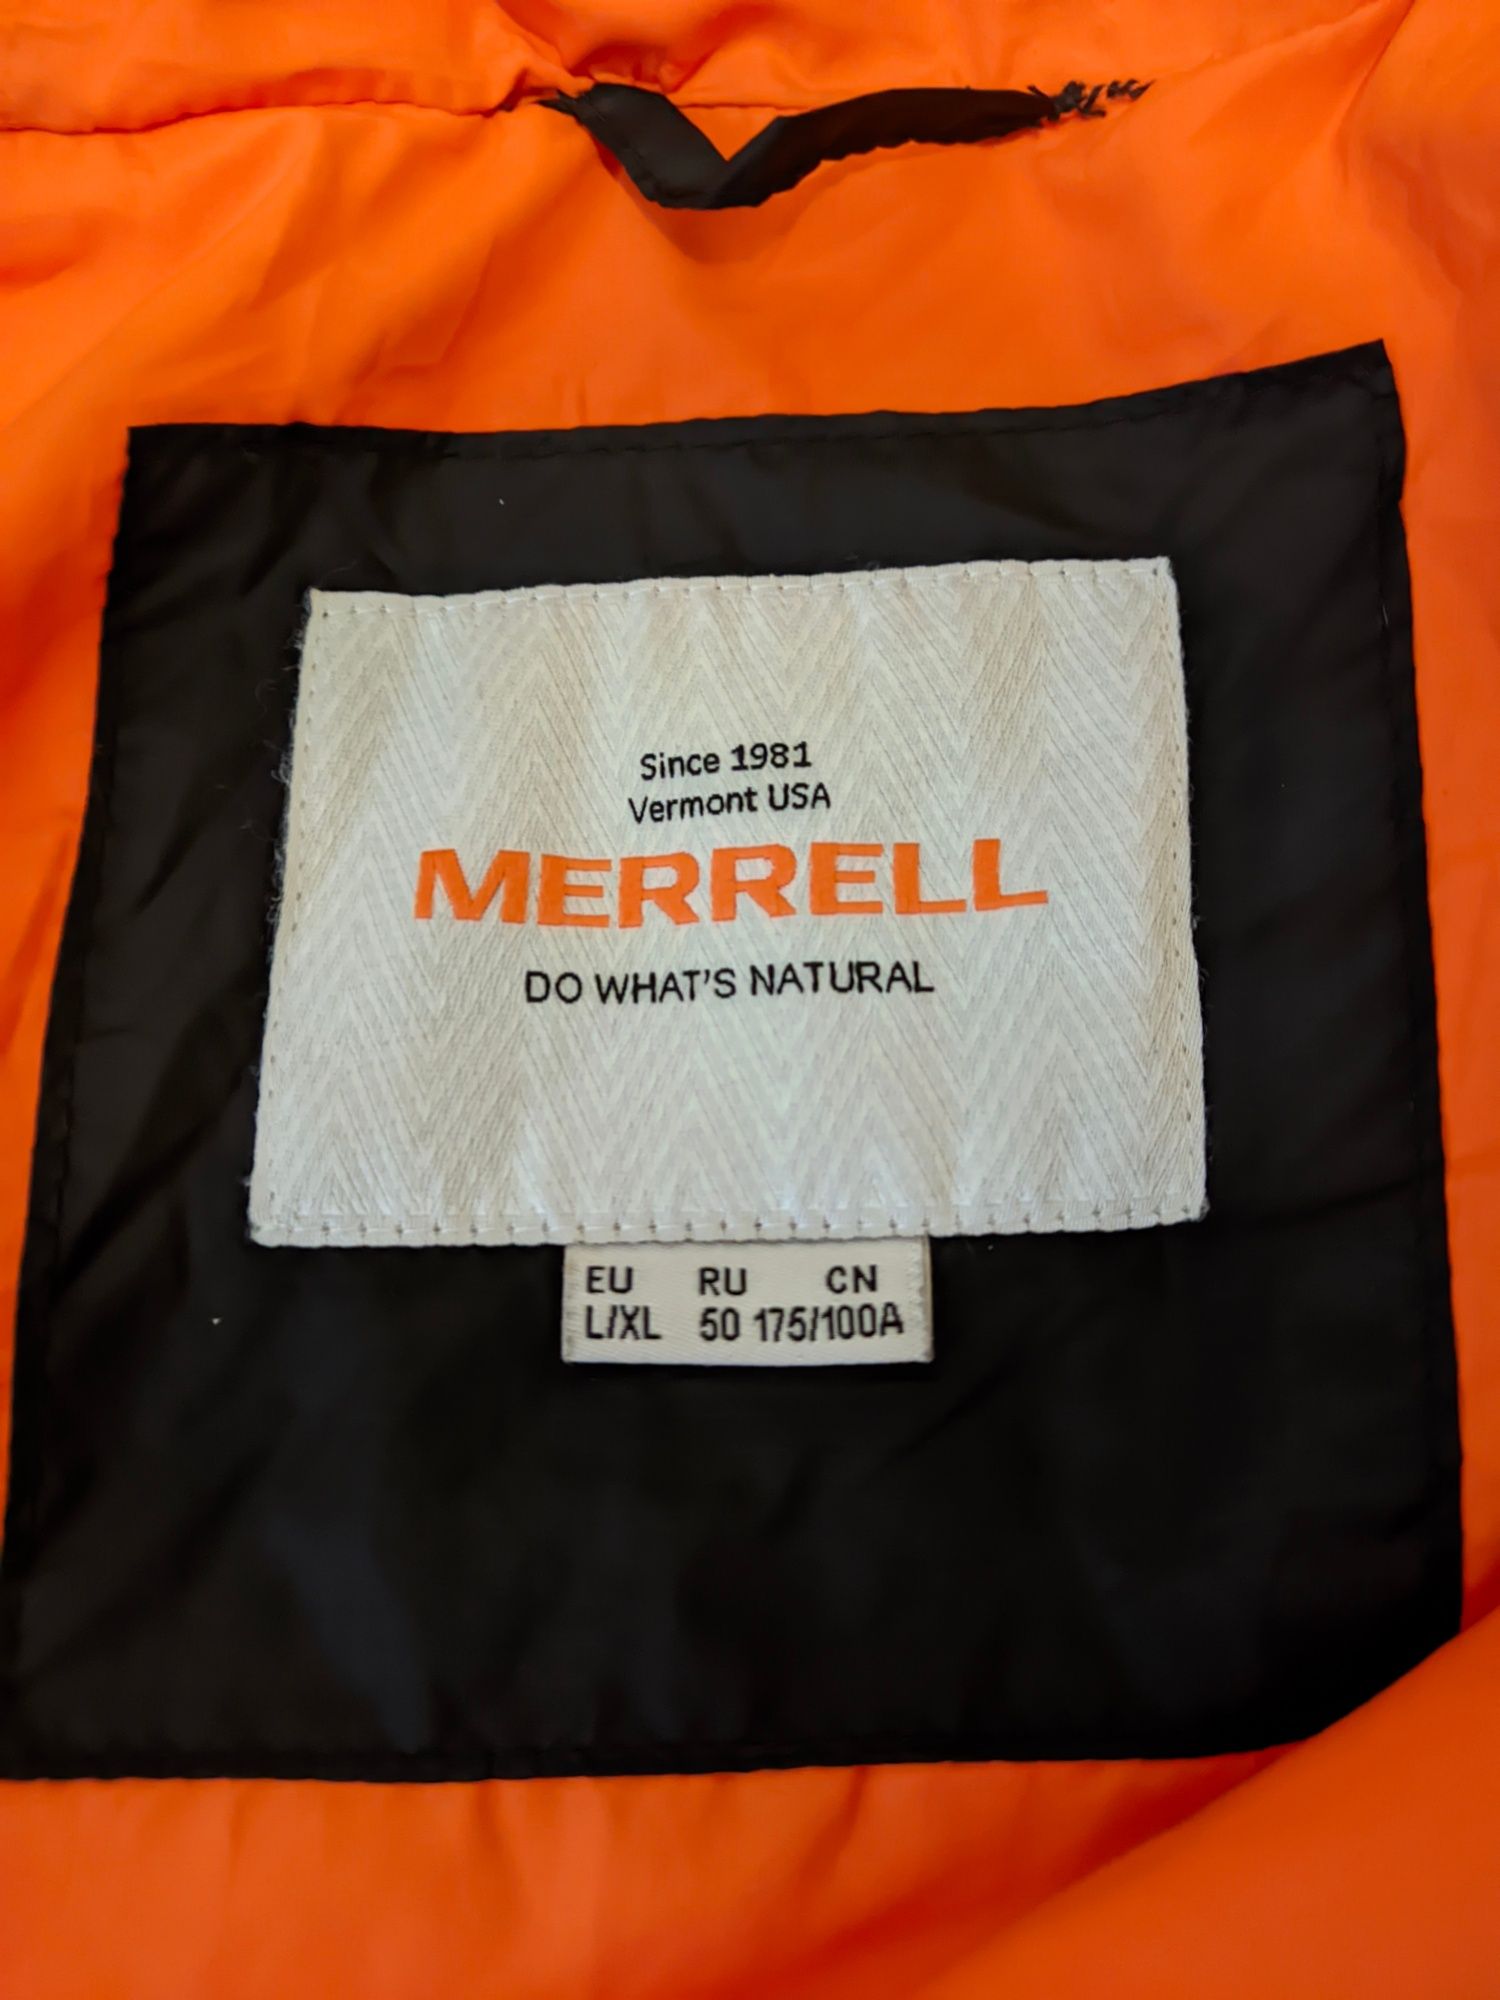 Since 1981
Vermont USA
MERRELL
DO WHAT'S NATURAL
EU RU CN
L/XL 50 175/100A